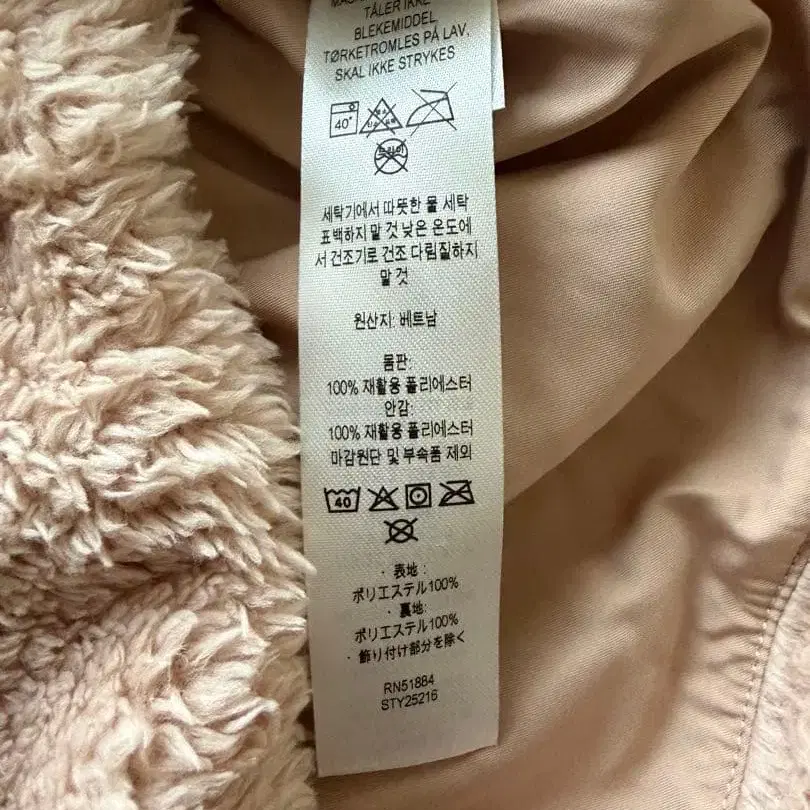 TÅLER IKKE
BLEKEMIDDEL.
TØRKETROMLES PÅ LAV.
SKAL IKKE STRYKES
40°
드라이
세탁기에서 따뜻한 물 세탁
표백하지 말 것 낮은 온도에
서 건조기로 건조 다림질하지
말 것
원산지: 베트남
몸판:
100% 재활용 폴리에스터
안감:
100% 재활용 폴리에스터
마감원단 및 부속품 제외
40
・表地：
ポリエステル100%
・裏地:
ポリエステル100%
・飾り付け部分を除く
RN51884
STY25216